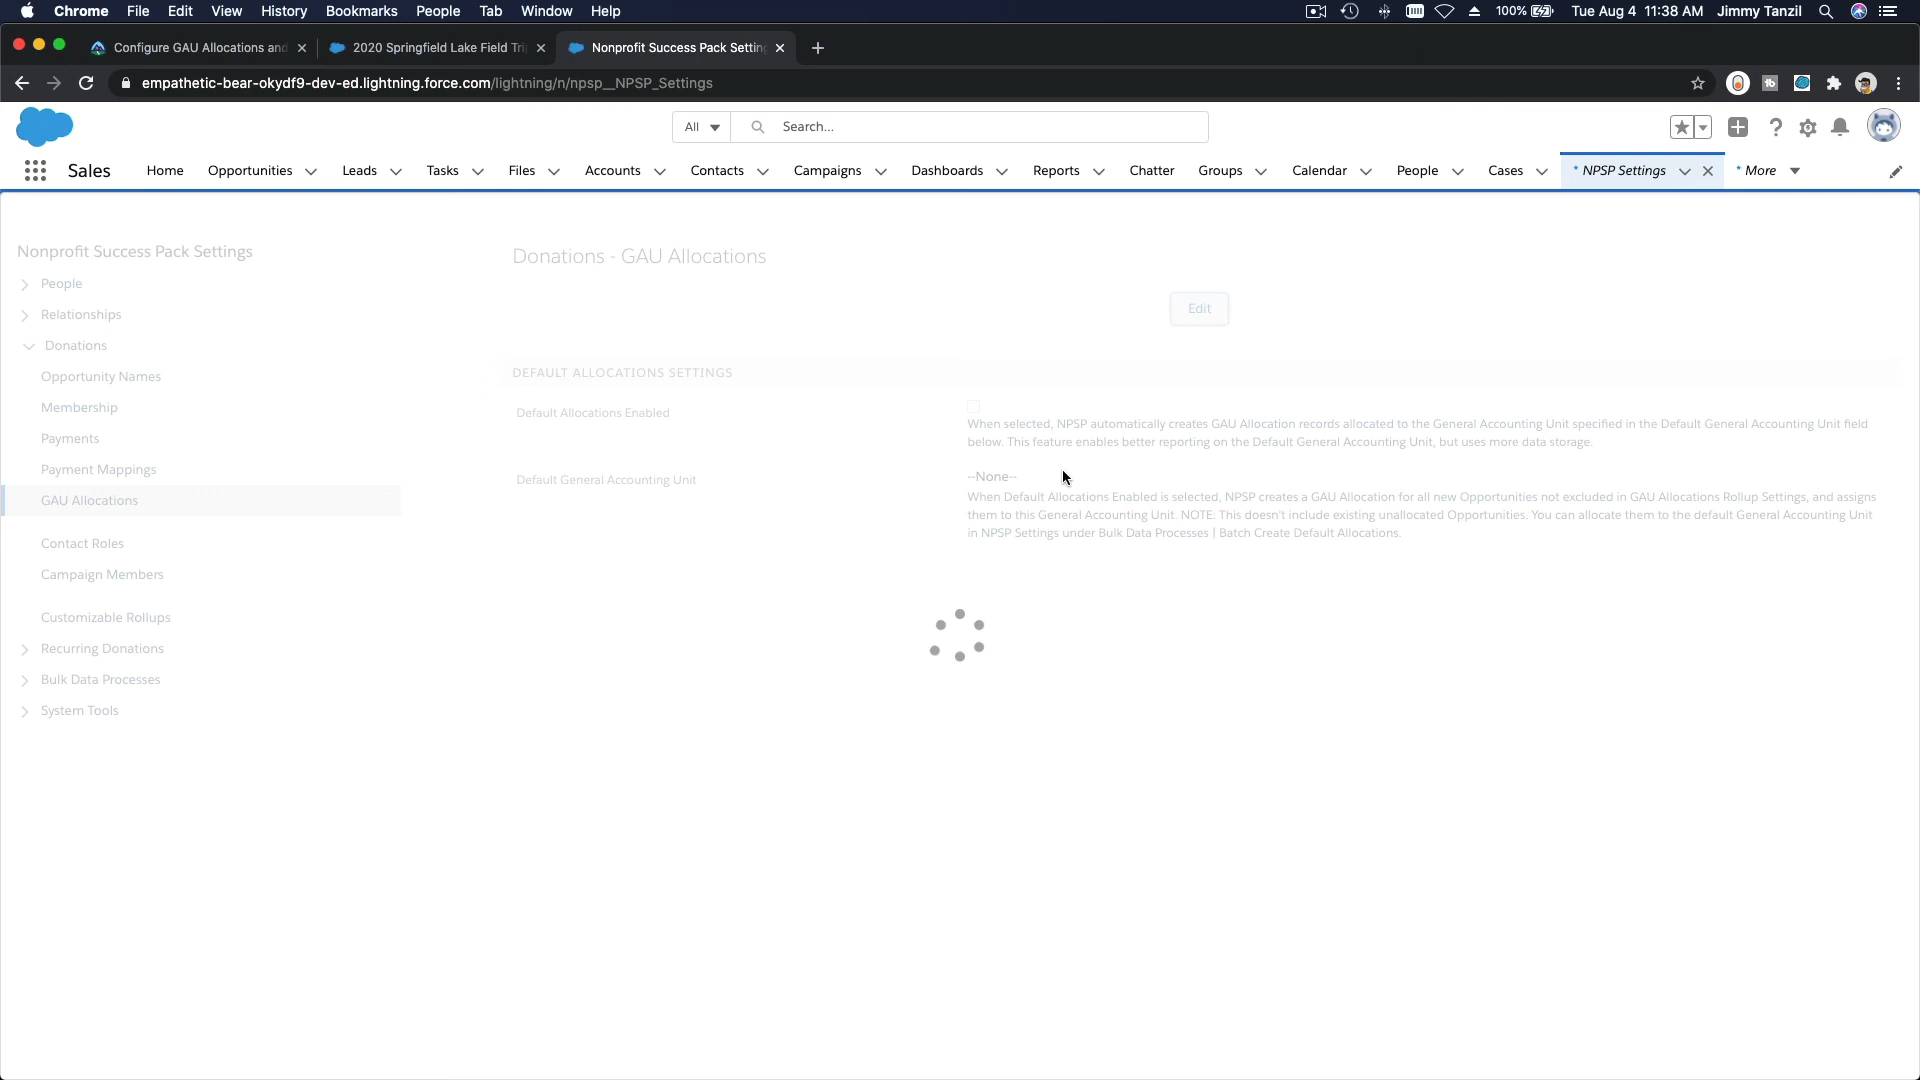 Chrome File Edit View History Bookmarks People Tab Window Help 100% Tue Aug 4 11:38 AM Jimmy Tanzil
Configure GAU Allocations and
2020 Springfield Lake Field Tri
Nonprofit Success Pack Setting
empathetic-bear-okydf9-dev-ed.lightning.force.com/lightning/n/npsp__NPSP_Settings
All Search...
Sales Home Opportunities Leads Tasks Files Accounts Contacts Campaigns Dashboards Reports Chatter Groups Calendar People Cases * NPSP Settings * More
Nonprofit Success Pack Settings
People
Relationships
Donations
Opportunity Names
Membership
Payments
Payment Mappings
GAU Allocations
Contact Roles
Campaign Members
Customizable Rollups
Recurring Donations
Bulk Data Processes
System Tools
Donations - GAU Allocations
Edit
DEFAULT ALLOCATIONS SETTINGS
Default Allocations Enabled
When selected, NPSP automatically creates GAU Allocation records allocated to the General Accounting Unit specified in the Default General Accounting Unit field
below. This feature enables better reporting on the Default General Accounting Unit, but uses more data storage.
Default General Accounting Unit
--None--
When Default Allocations Enabled is selected, NPSP creates a GAU Allocation for all new Opportunities not excluded in GAU Allocations Rollup Settings, and assigns
them to this General Accounting Unit. NOTE: This doesn't include existing unallocated Opportunities. You can allocate them to the default General Accounting Unit
in NPSP Settings under Bulk Data Processes | Batch Create Default Allocations.